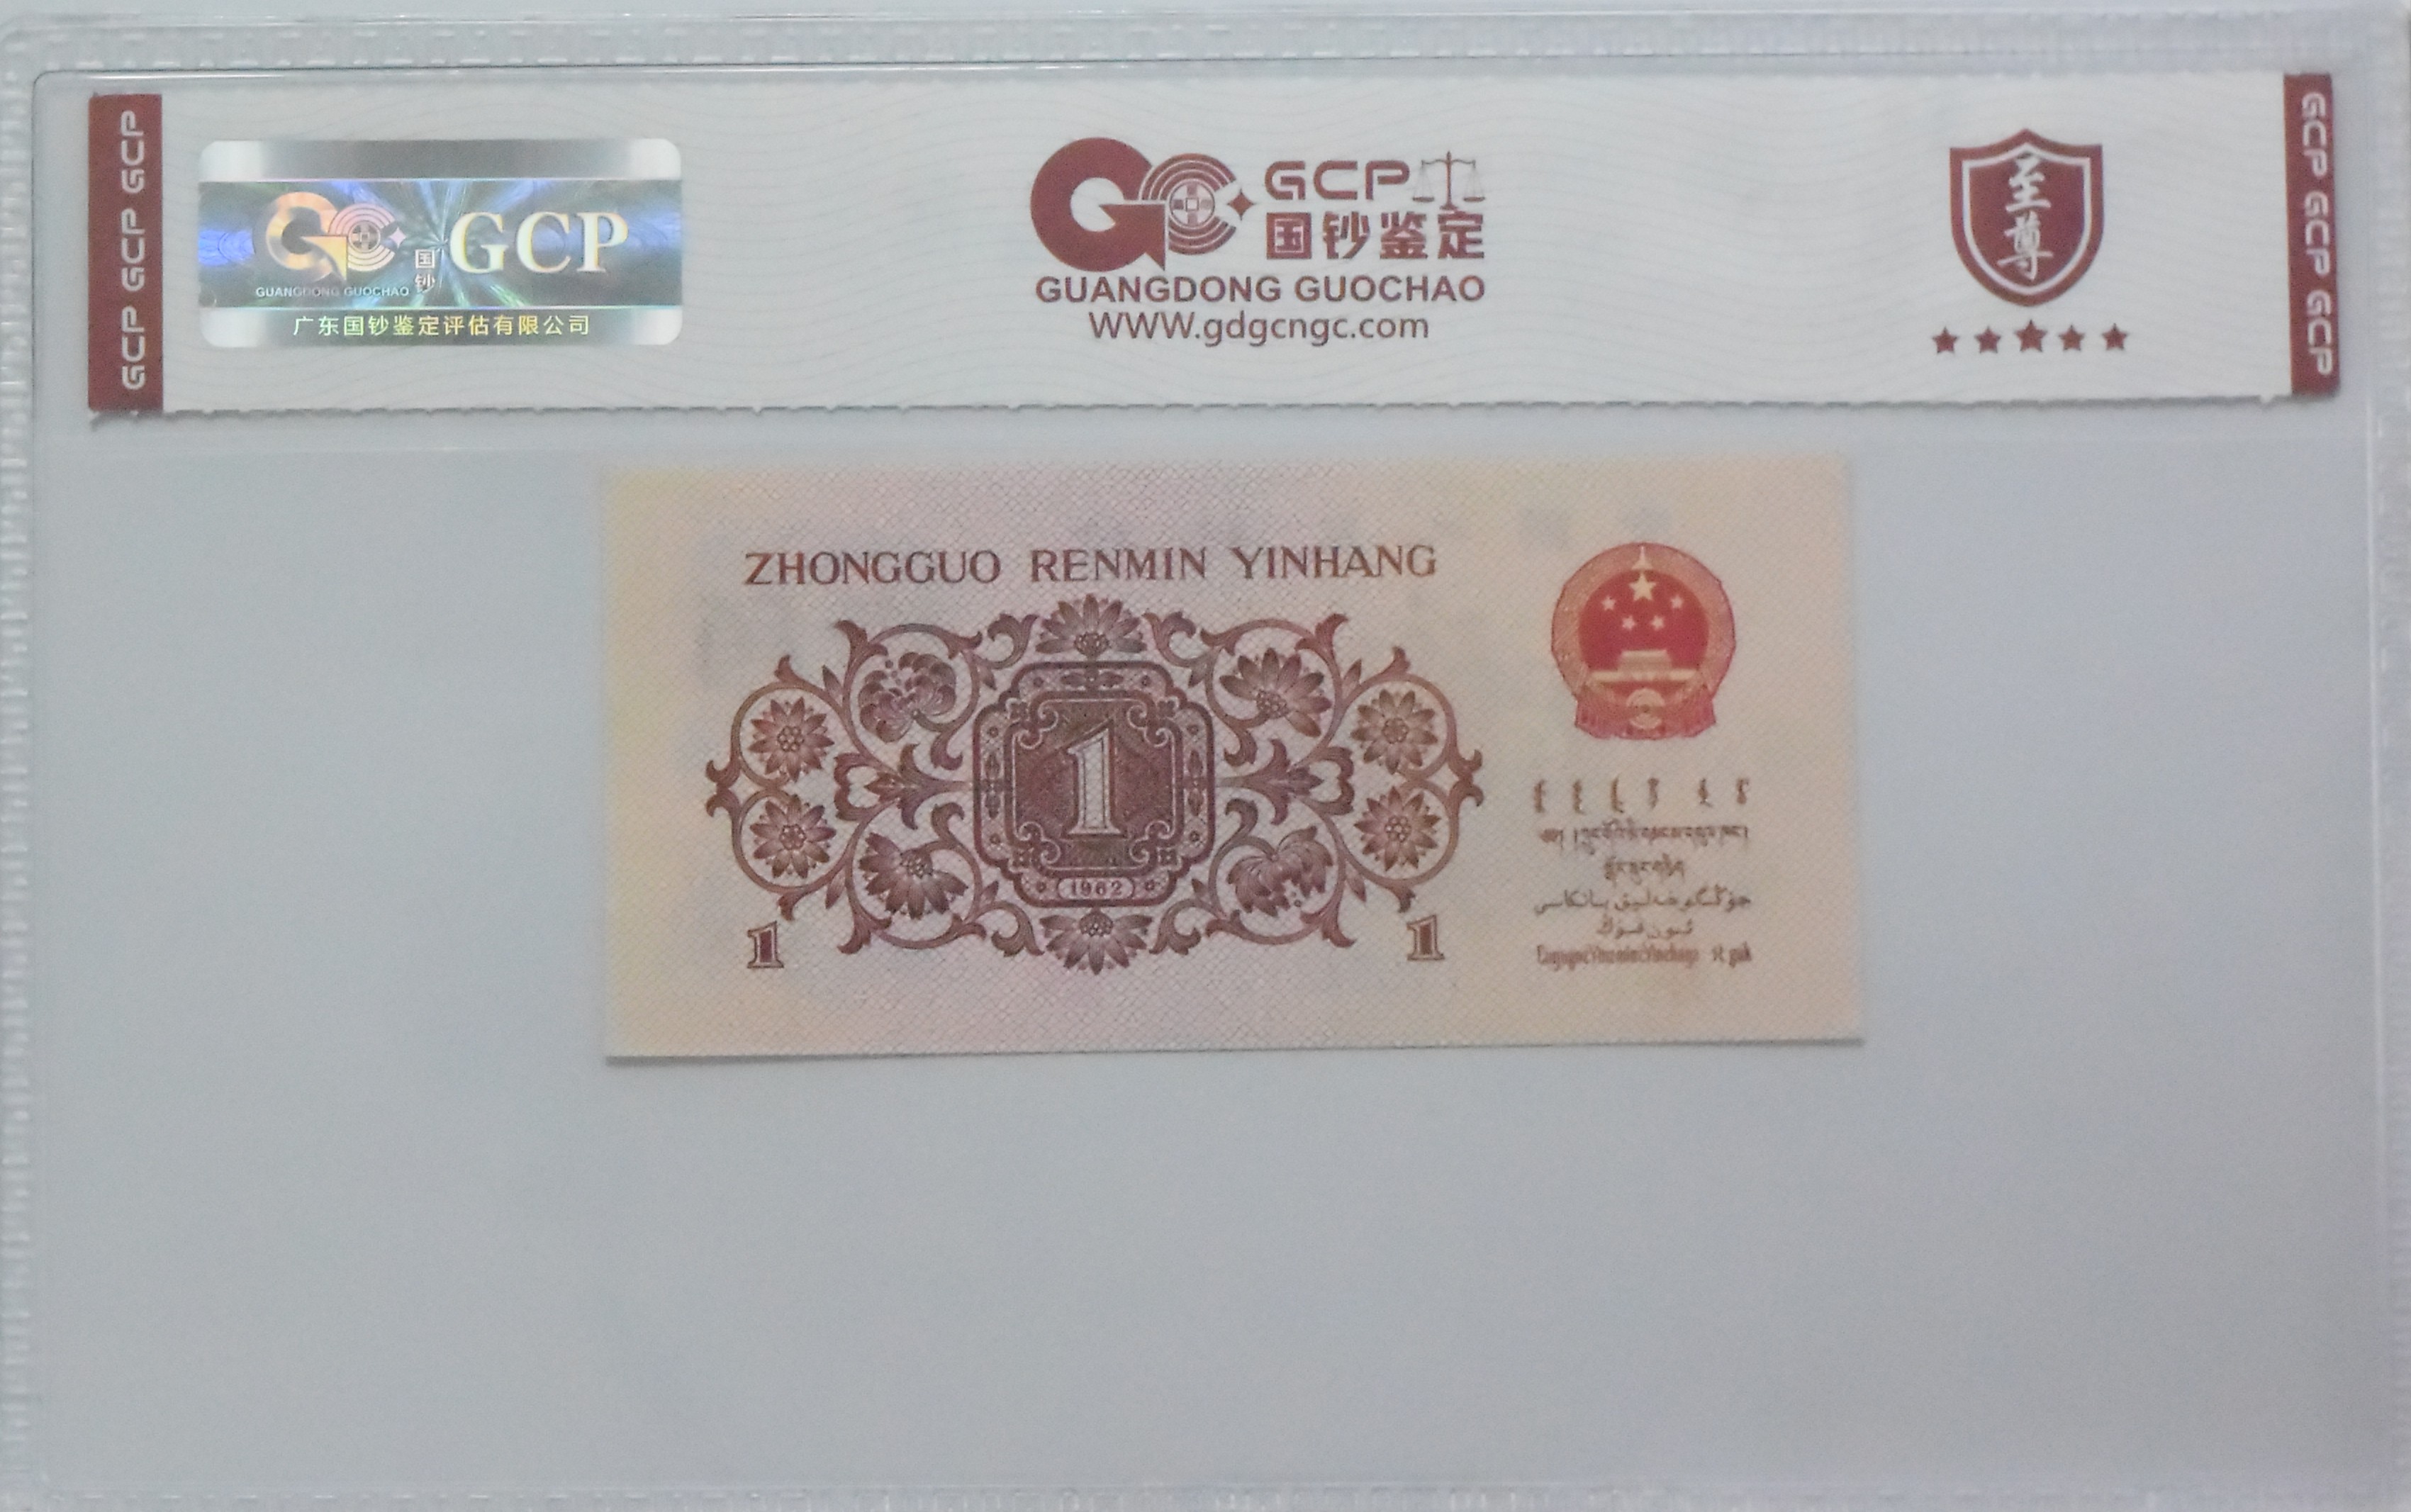 GCP GCP GCP
GUANGDONG GUOCHAO
国钞
GCP
广东国钞鉴定评估有限公司
GCP
国钞鉴定
GUANGDONG GUOCHAO
WWW.gdgcngc.com
至尊
GCP GCP GCP
ZHONGGUO RENMIN YINHANG
1
1962
1
1